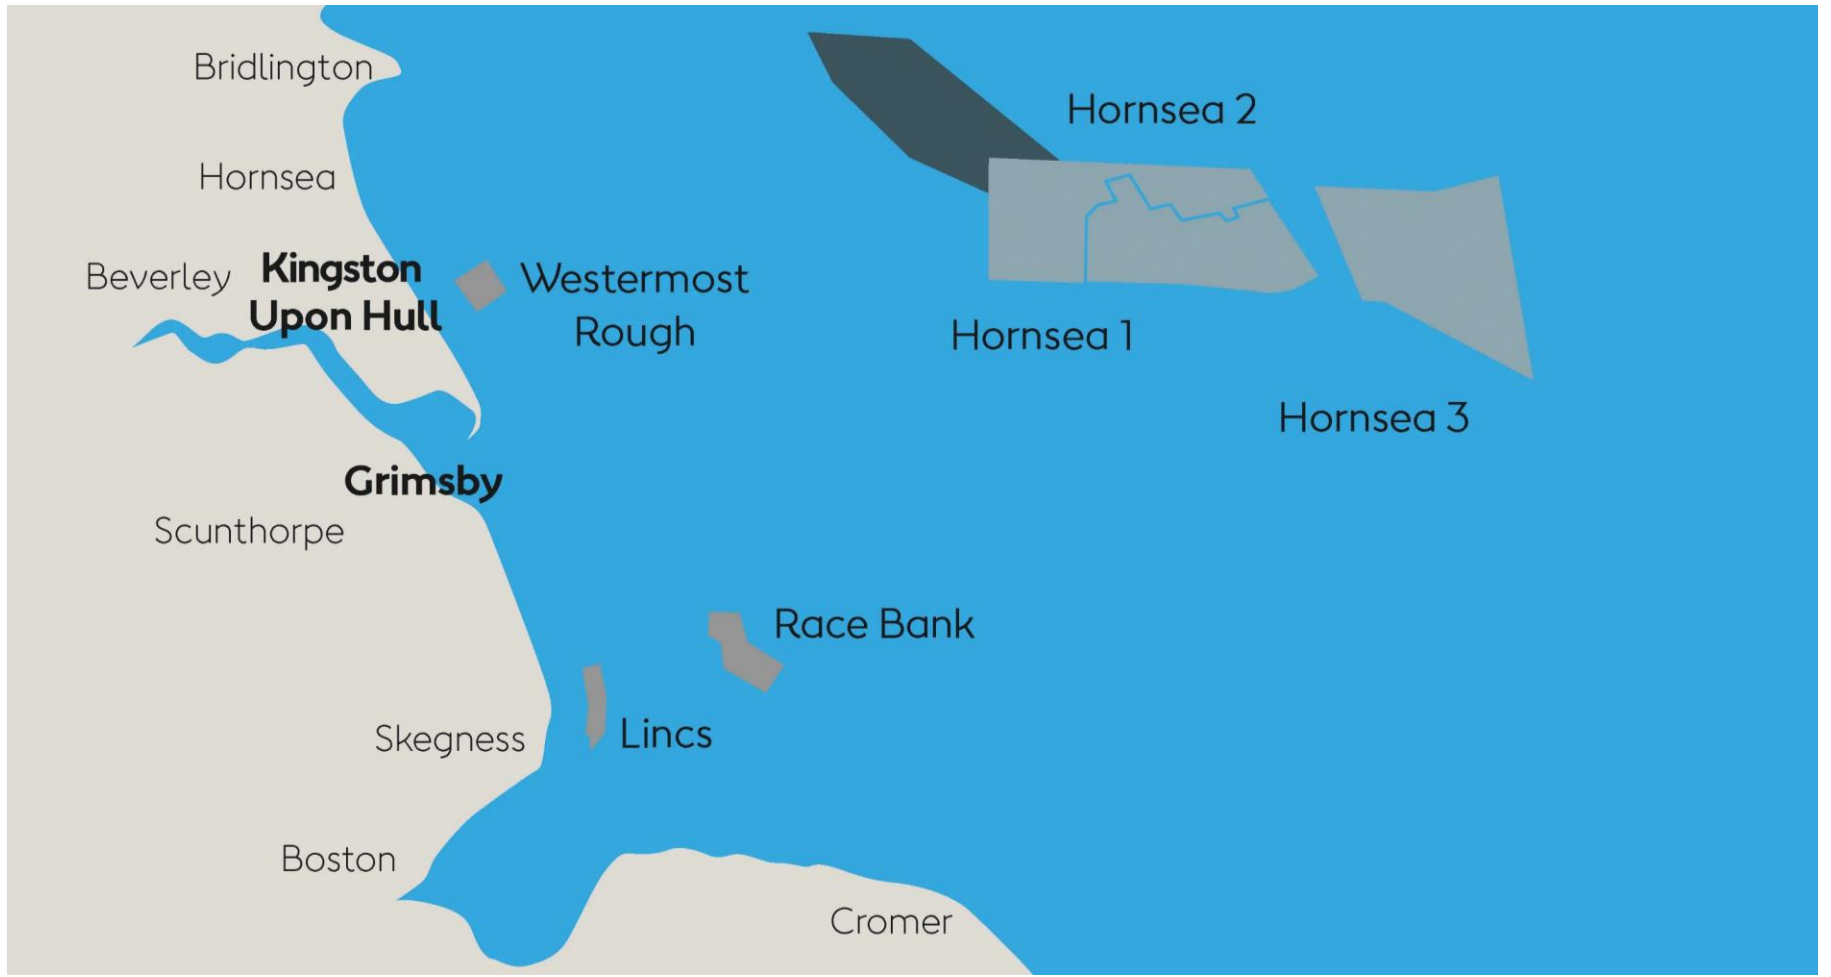 Bridlington
Hornsea 2
Hornsea
Beverley
Kingston
Upon Hull
Westermost
Rough
Hornsea 1
Hornsea 3
Grimsby
Scunthorpe
Race Bank
Skegness
Lincs
Boston
Cromer